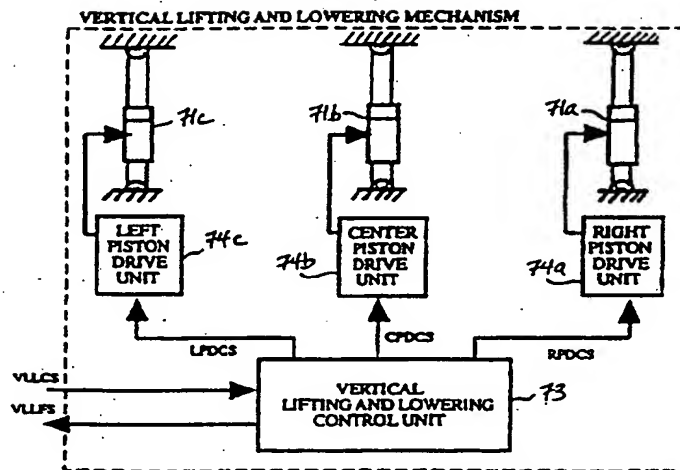 VERTICAL LIFTING AND LOWERING MECHANISM
71c
71b
71a
LEFT
PISTON
DRIVE
UNIT
74c
CENTER
PISTON
DRIVE
UNIT
74b
RIGHT
PISTON
DRIVE
UNIT
74a
LPDCS
CPDCS
RPDCS
VLLCS
VLLFS
VERTICAL
LIFTING AND LOWERING
CONTROL UNIT
73